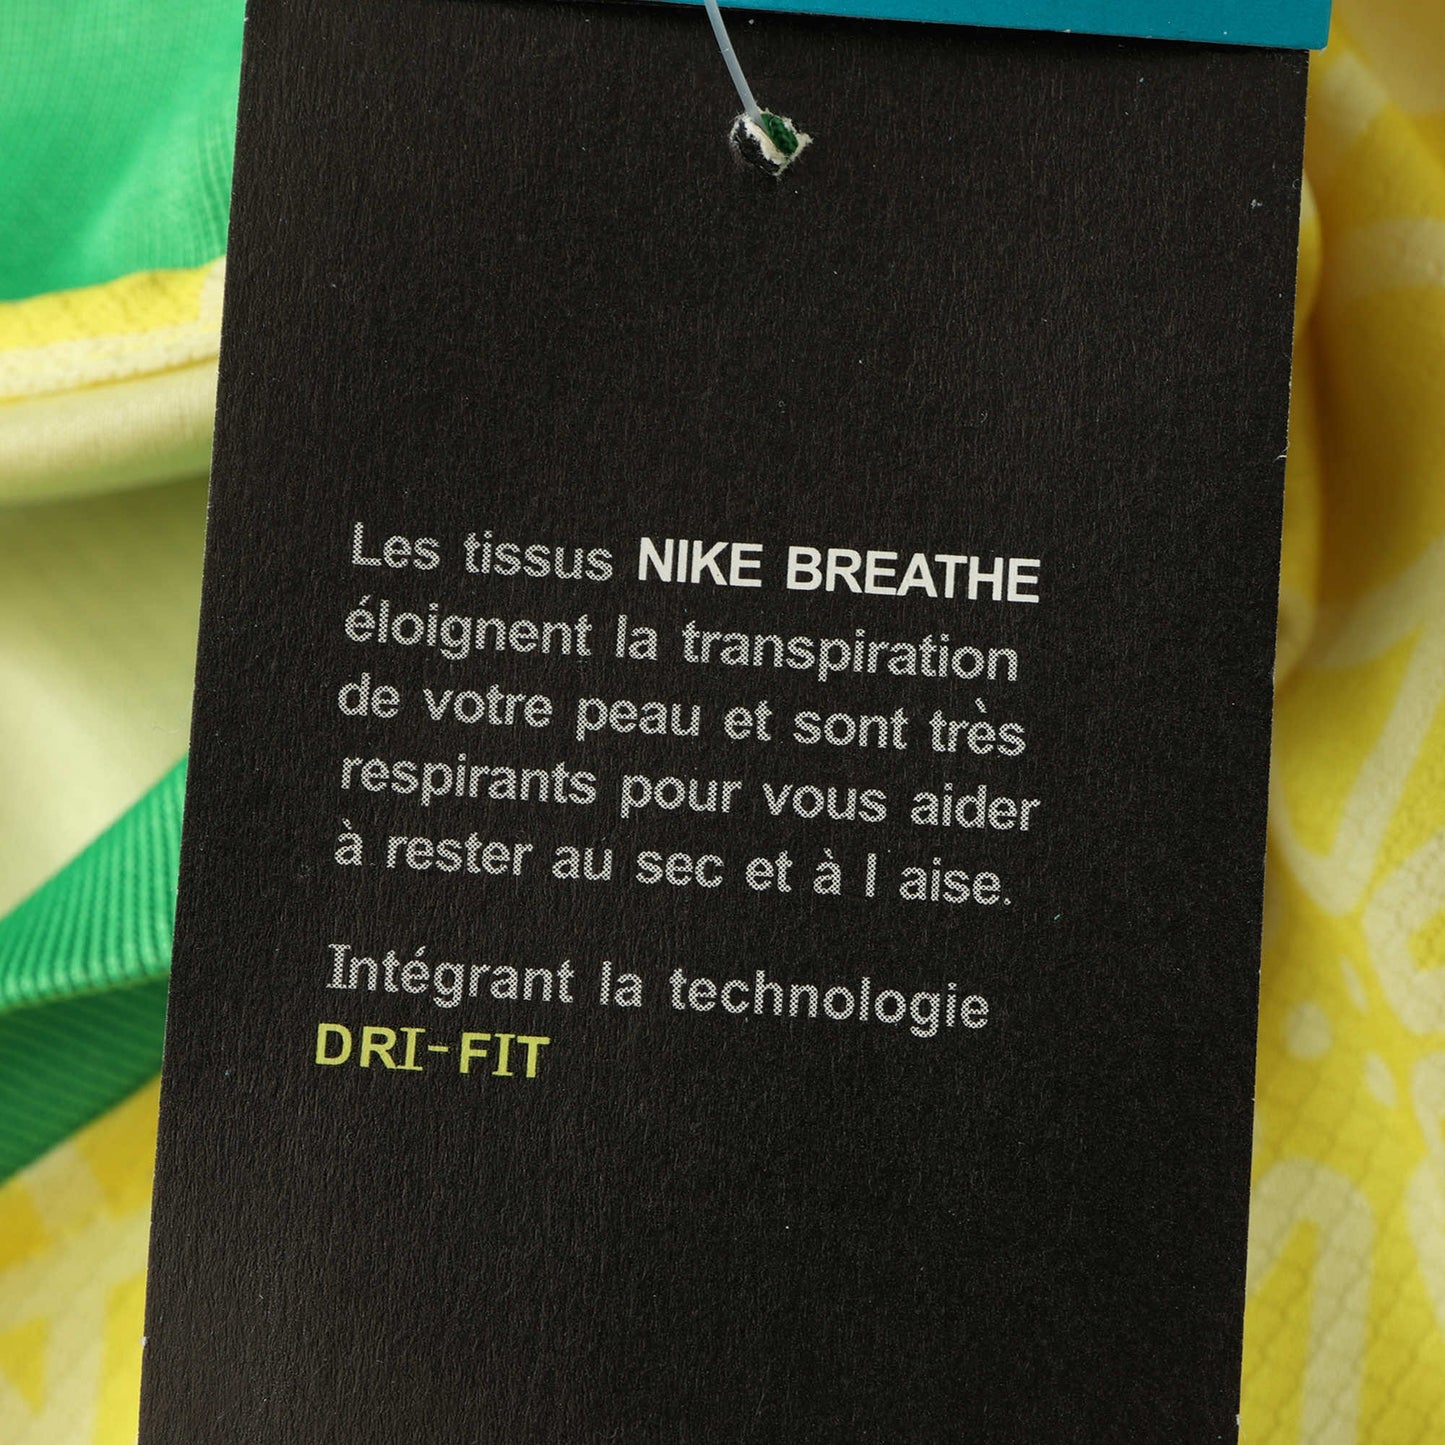 Les tissus NIKE BREATHE
éloignent la transpiration
de votre peau et sont très
respirants pour vous aider
à rester au sec et à l aise.
Intégrant la technologie
DRI-FIT